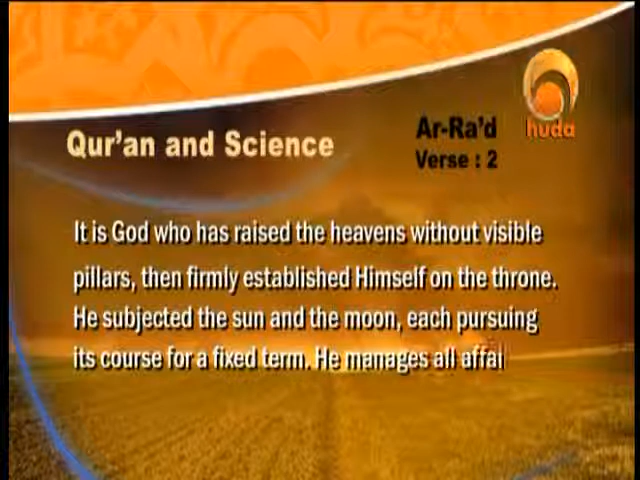 huda
Qur'an and Science
Ar-Ra'd
Verse : 2
It is God who has raised the heavens without visible
pillars, then firmly established Himself on the throne.
He subjected the sun and the moon, each pursuing
its course for a fixed term. He manages all affai